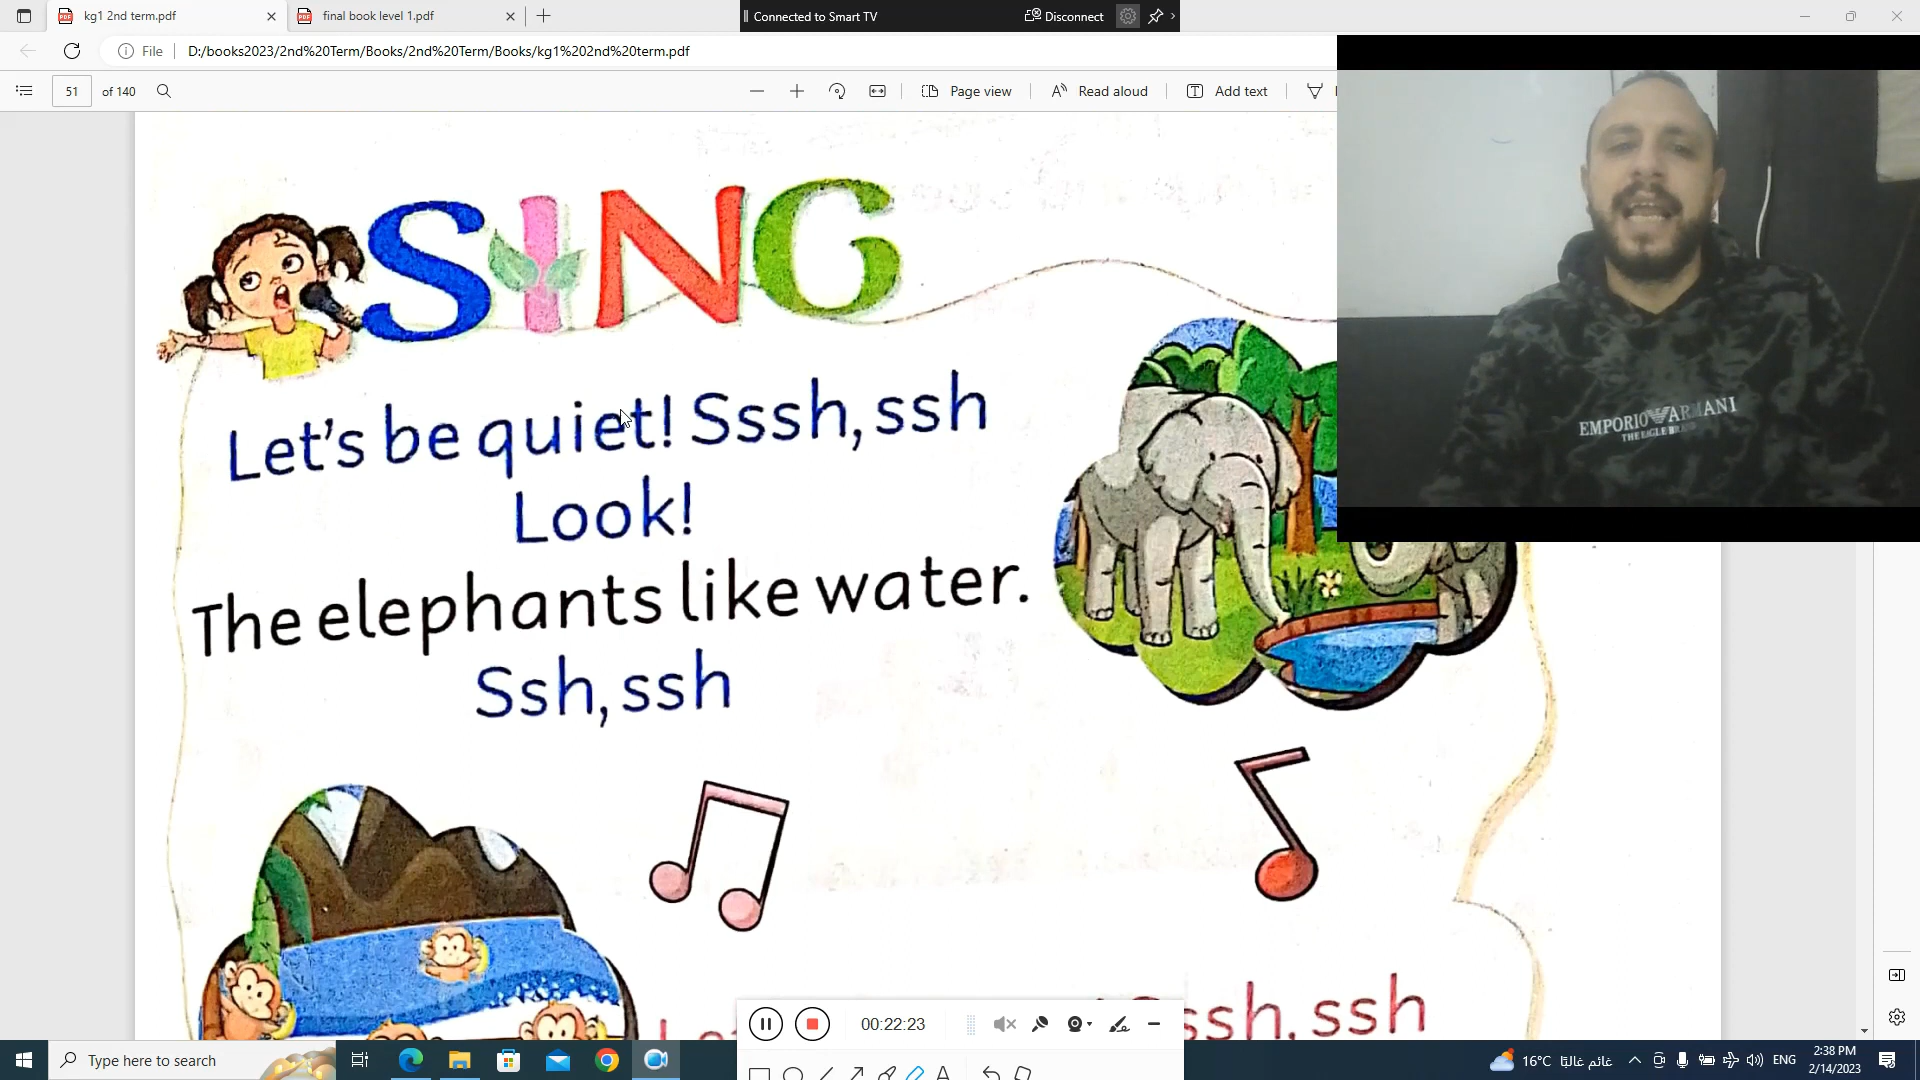 kg1 2nd term.pdf
final book level 1.pdf
Connected to Smart TV
Disconnect
File
D:/books2023/2nd%20Term/Books/2nd%20Term/Books/kg1%202nd%20term.pdf
51 of 140
Page view
Read aloud
Add text
SING
Let's be quiet! Sssh, ssh
Look!
The elephants like water.
Ssh, ssh
EMPORIO ARMANI
00:22:23
Type here to search
16°C غائم غالبًا
ENG
2:38 PM
2/14/2023